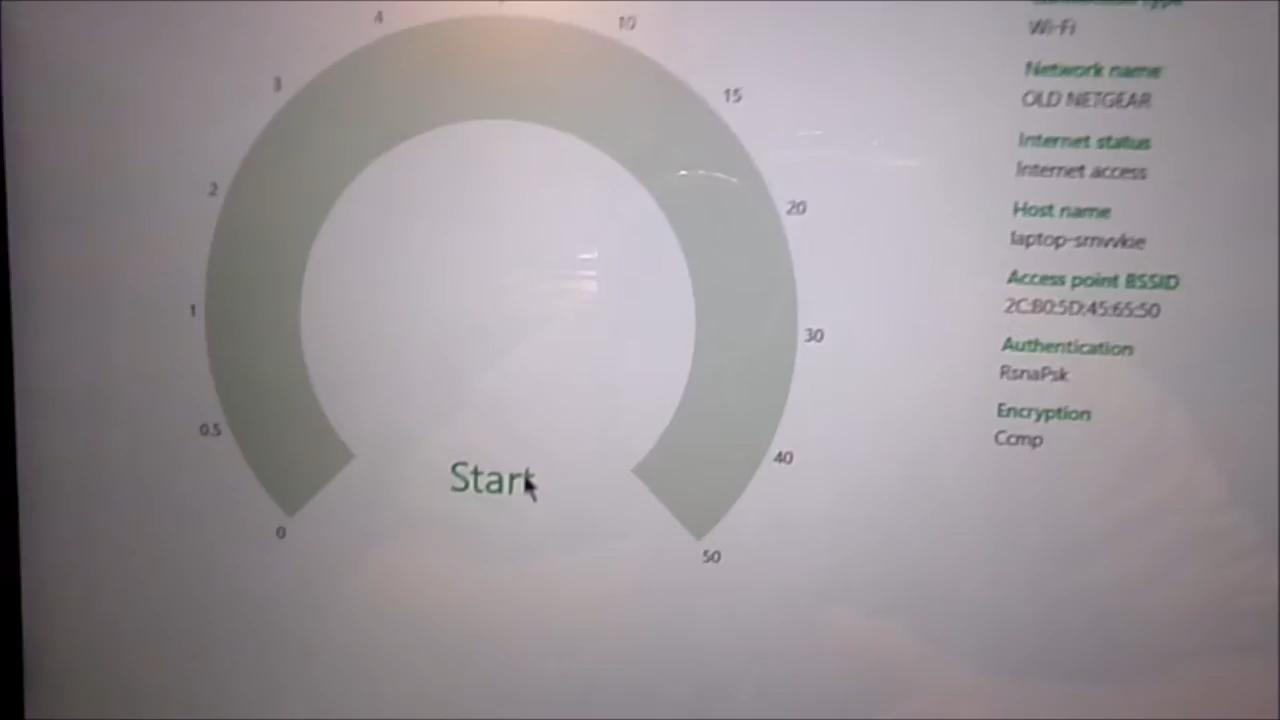 4
10
3
15
2
20
1
30
0.5
40
Start
0
50
Wi-Fi
Network name
OLD NETGEAR
Internet status
Internet access
Host name
Access point BSSID
2C:B0:5D:45:65:50
Authentication
RsnaPsk
Encryption
Ccmp